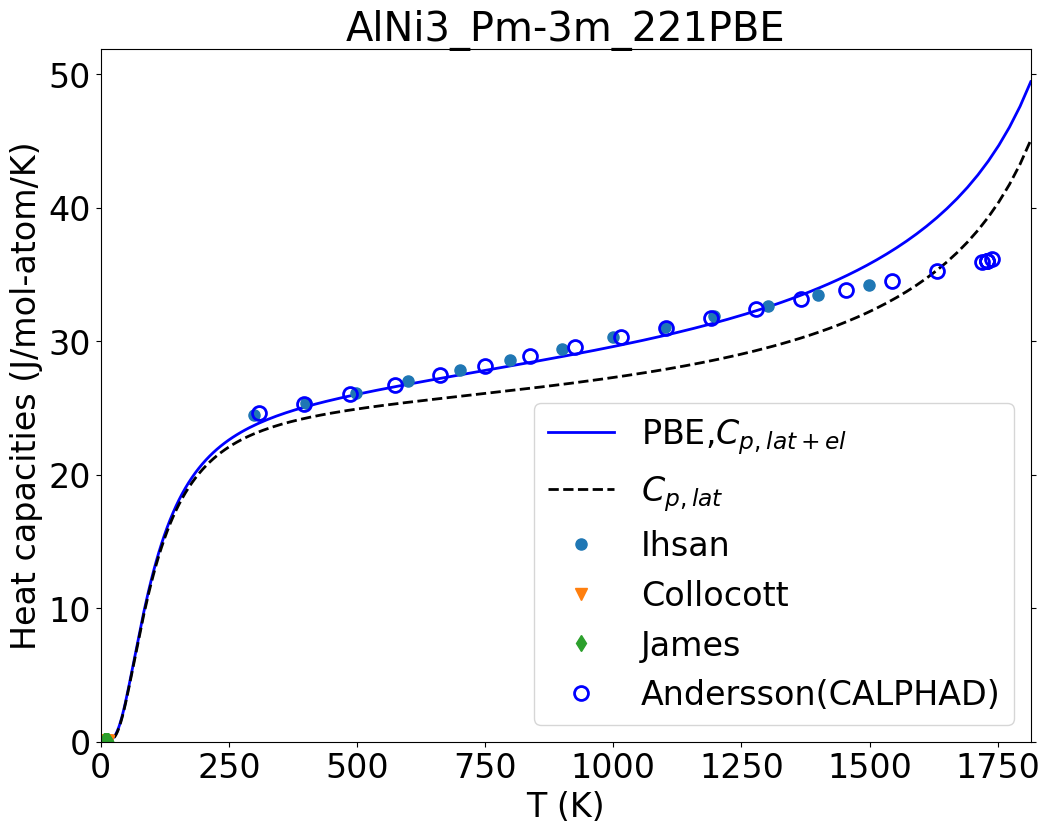 AlNi3_Pm-3m_221PBE
Heat capacities (J/mol-atom/K)
50
40
30
20
10
0
PBE,C_{p, lat + el}
C_{p, lat}
Ihsan
Collocott
James
Andersson(CALPHAD)
0 250 500 750 1000 1250 1500 1750
T (K)